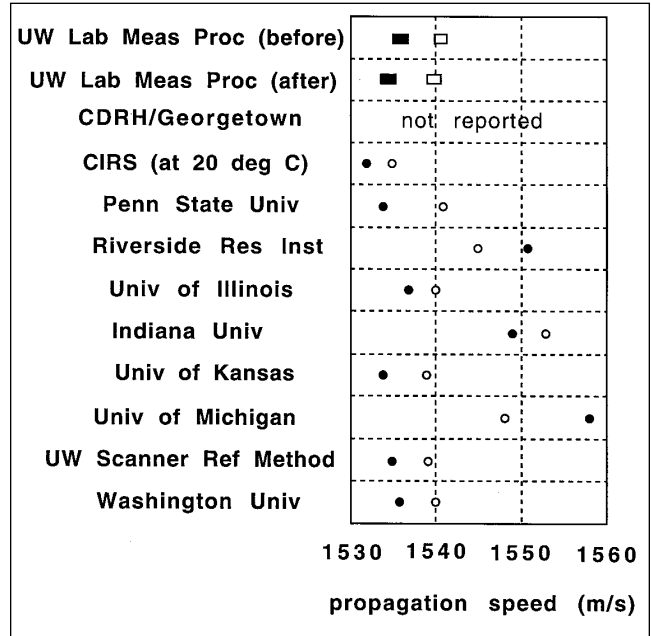 UW Lab Meas Proc (before)
UW Lab Meas Proc (after)
CDRH/Georgetown not reported
CIRS (at 20 deg C)
Penn State Univ
Riverside Res Inst
Univ of Illinois
Indiana Univ
Univ of Kansas
Univ of Michigan
UW Scanner Ref Method
Washington Univ
1530 1540 1550 1560
propagation speed (m/s)